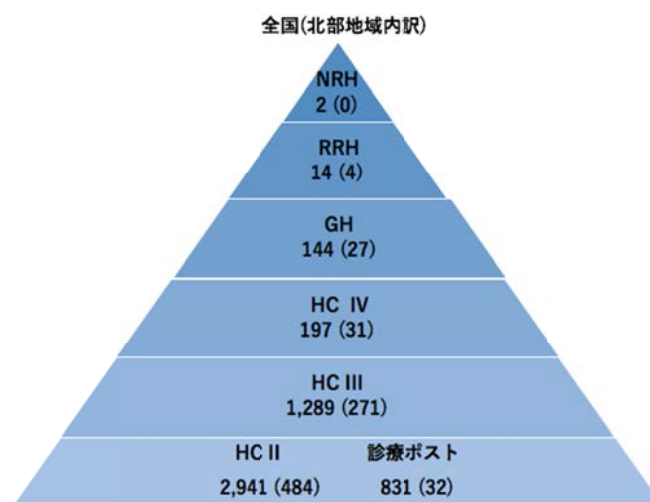 全国(北部地域内訳)
NRH
2 (0)
RRH
14 (4)
GH
144 (27)
HC IV
197 (31)
HC III
1,289 (271)
HC II 診療ポスト
2,941 (484) 831 (32)